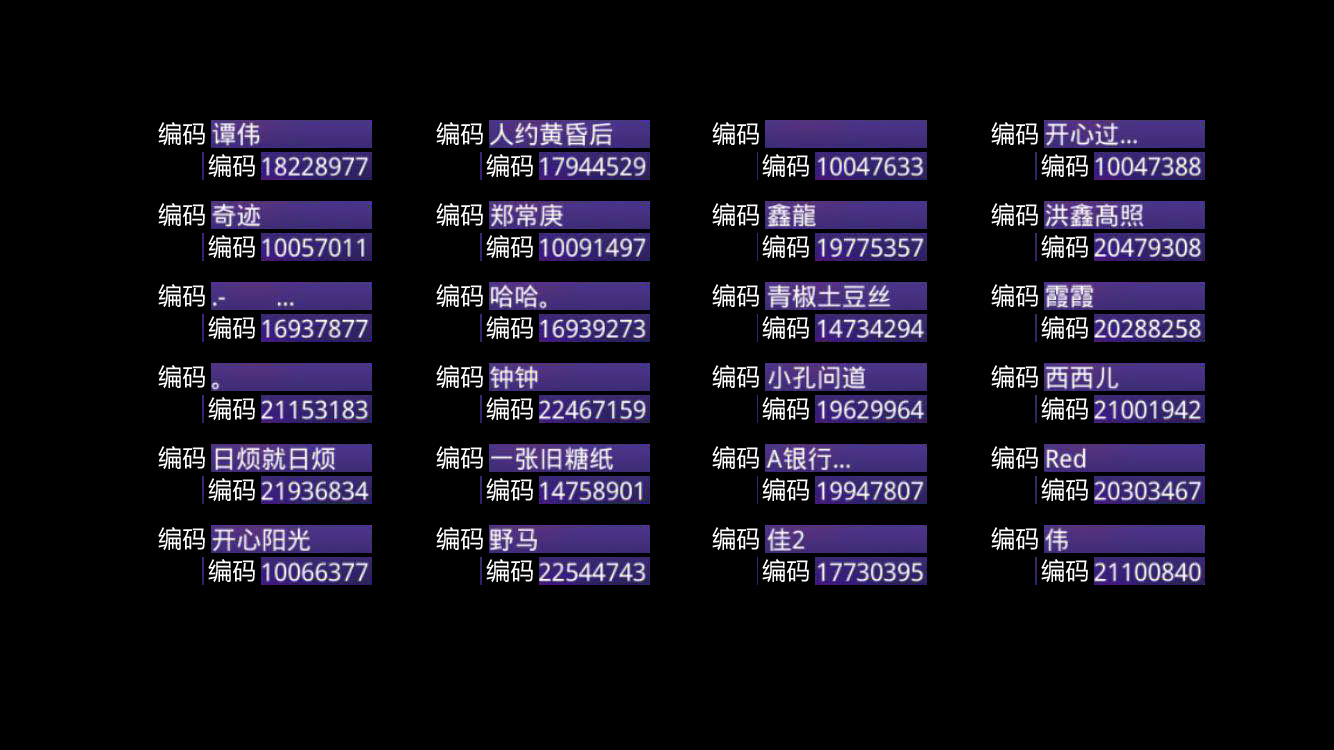 编码 谭伟 编码 人约黄昏后 编码 编码 开心过...
编码 18228977 编码 17944529 编码 10047633 编码 10047388
编码 奇迹 编码 郑常庚 编码 鑫龍 编码 洪鑫髙照
编码 10057011 编码 10091497 编码 19775357 编码 20479308
编码 .- ... 编码 哈哈。 编码 青椒土豆丝 编码 霞霞
编码 16937877 编码 16939273 编码 14734294 编码 20288258
编码 。 编码 钟钟 编码 小孔问道 编码 西西儿
编码 21153183 编码 22467159 编码 19629964 编码 21001942
编码 日烦就日烦 编码 一张旧糖纸 编码 A银行... 编码 Red
编码 21936834 编码 14758901 编码 19947807 编码 20303467
编码 开心阳光 编码 野马 编码 佳2 编码 伟
编码 10066377 编码 22544743 编码 17730395 编码 21100840